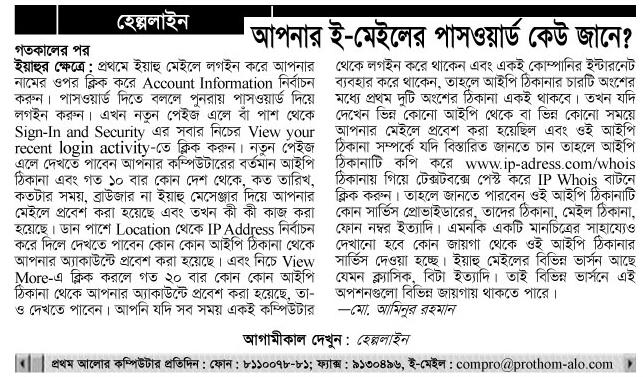 হেল্পলাইন
আপনার ই-মেইলের পাসওয়ার্ড কেউ জানে?
গতকালের পর
ইয়াহুর ক্ষেত্রে : প্রথমে ইয়াহু মেইলে লগইন করে আপনার
নামের ওপর ক্লিক করে Account Information নির্বাচন
করুন। পাসওয়ার্ড দিতে বললে পুনরায় পাসওয়ার্ড দিয়ে
লগইন করুন। এখন নতুন পেইজ এলে বাঁ পাশ থেকে
Sign-In and Security এর সবার নিচের View your
recent login activity-তে ক্লিক করুন। নতুন পেইজ
এলে দেখতে পাবেন আপনার কম্পিউটারের বর্তমান আইপি
ঠিকানা এবং গত ১০ বার কোন দেশ থেকে, কত তারিখ,
কতটার সময়, ব্রাউজার না ইয়াহু মেসেঞ্জার দিয়ে আপনার
মেইলে প্রবেশ করা হয়েছে এবং তখন কী কী কাজ করা
হয়েছে। ডান পাশে Location থেকে IP Address নির্বাচন
করে দিলে দেখতে পাবেন কোন কোন আইপি ঠিকানা থেকে
আপনার অ্যাকাউন্টে প্রবেশ করা হয়েছে। এবং নিচে View
More-এ ক্লিক করলে গত ২০ বার কোন কোন আইপি
ঠিকানা থেকে আপনার অ্যাকাউন্টে প্রবেশ করা হয়েছে, তা-
ও দেখতে পাবেন। আপনি যদি সব সময় একই কম্পিউটার
থেকে লগইন করে থাকেন এবং একই কোম্পানির ইন্টারনেট
ব্যবহার করে থাকেন, তাহলে আইপি ঠিকানার চারটি অংশের
মধ্যে প্রথম দুটি অংশের ঠিকানা একই থাকবে। তখন যদি
দেখেন ভিন্ন কোনো আইপি থেকে বা ভিন্ন কোনো সময়ে
আপনার মেইলে প্রবেশ করা হয়েছিল এবং ওই আইপি
ঠিকানা সম্পর্কে যদি বিস্তারিত জানতে চান তাহলে আইপি
ঠিকানাটি কপি করে www.ip-adress.com/whois
ঠিকানায় গিয়ে টেক্সটবক্সে পেস্ট করে IP Whois বাটনে
ক্লিক করুন। তাহলে জানতে পারবেন ওই আইপি ঠিকানাটি
কোন সার্ভিস প্রোভাইডারের, তাদের ঠিকানা, মেইল ঠিকানা,
ফোন নম্বর ইত্যাদি। এমনকি একটি মানচিত্রের সাহায্যেও
দেখানো হবে কোন জায়গা থেকে ওই আইপি ঠিকানার
সার্ভিস দেওয়া হচ্ছে। ইয়াহু মেইলের বিভিন্ন ভার্সন আছে
যেমন ক্লাসিক, বিটা ইত্যাদি। তাই বিভিন্ন ভার্সনে এই
অপশনগুলো বিভিন্ন জায়গায় থাকতে পারে।
—মো. আমিনুর রহমান
আগামীকাল দেখুন : হেল্পলাইন
প্রথম আলোর কম্পিউটার প্রতিদিন : ফোন : ৮১১০০৭৮-৮১; ফ্যাক্স : ৯১৩০৪৯৬, ই-মেইল : compro@prothom-alo.com